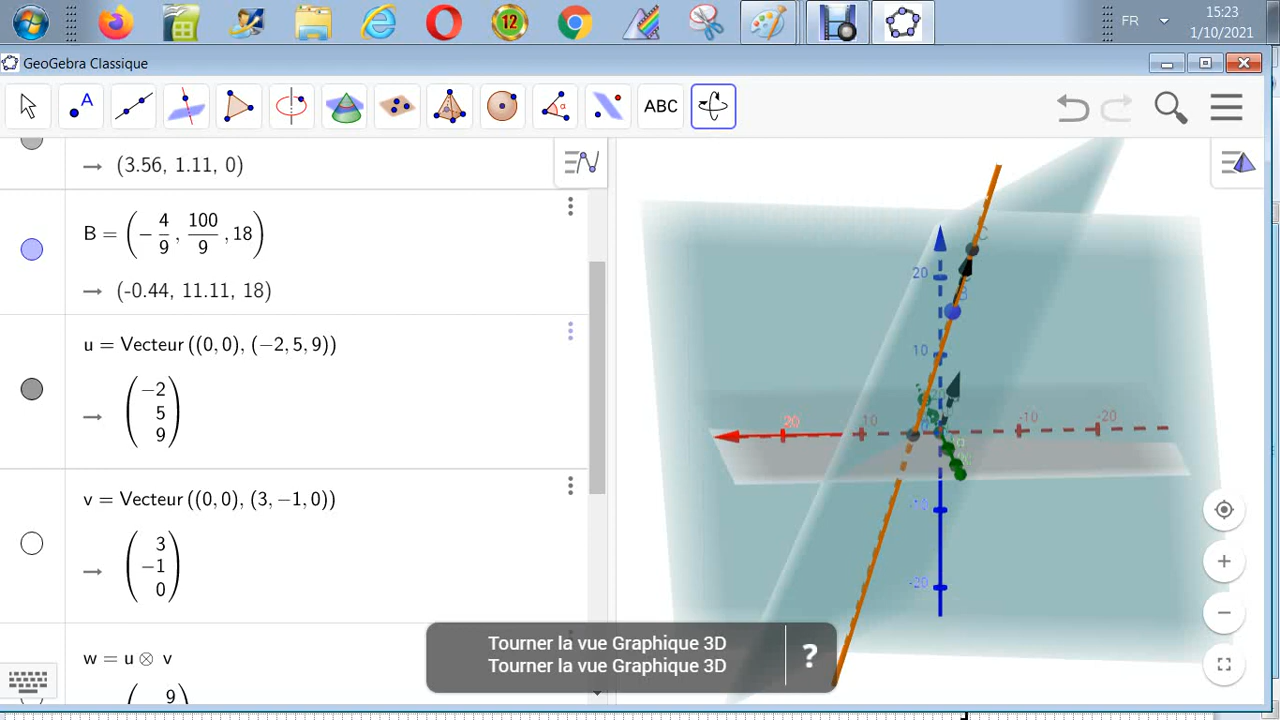 12
FR
15:23
1/10/2021
GeoGebra Classique
A
α
ABC
→ (3.56, 1.11, 0)
B = (− 4/9, 100/9, 18)
→ (-0.44, 11.11, 18)
u = Vecteur ((0, 0), (−2, 5, 9))
→ (−2
5
9)
v = Vecteur ((0, 0), (3, −1, 0))
→ (3
−1
0)
w = u ⊗ v
9
C
20
B
10
20
10
-10
-20
-10
-20
Tourner la vue Graphique 3D
Tourner la vue Graphique 3D
?